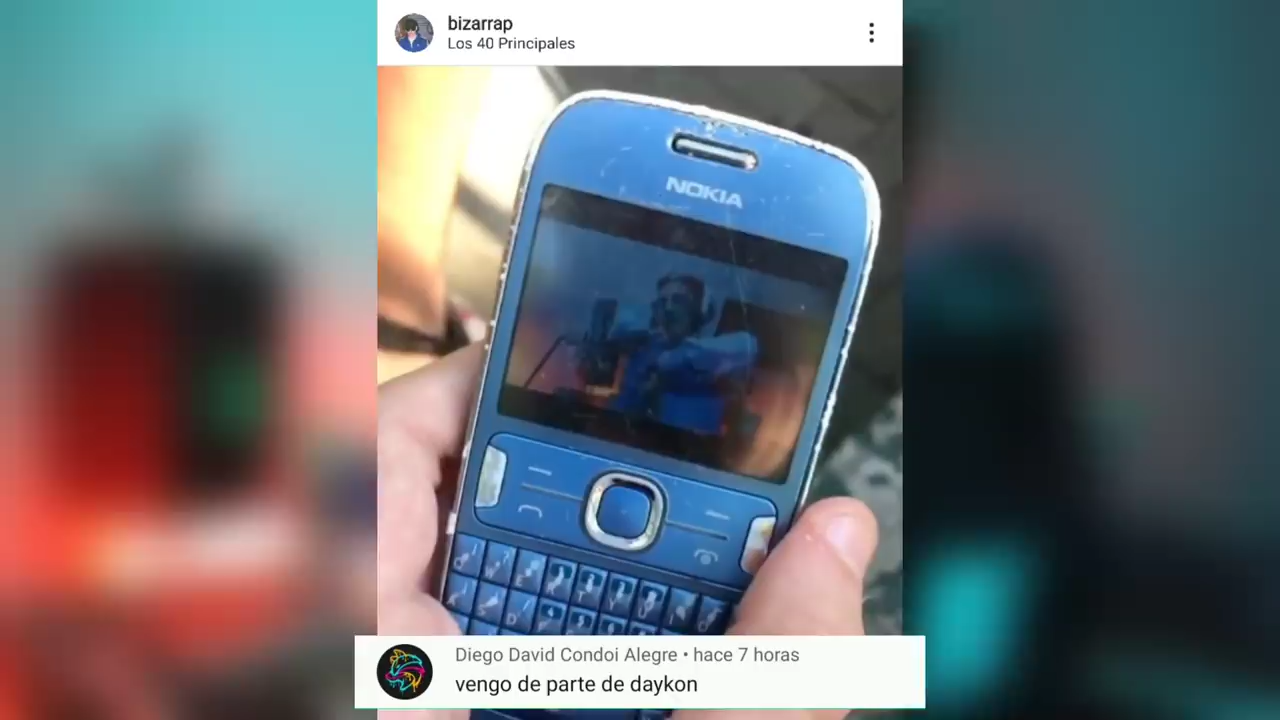 bizarrap
Los 40 Principales
NOKIA
Diego David Condoi Alegre • hace 7 horas
vengo de parte de daykon